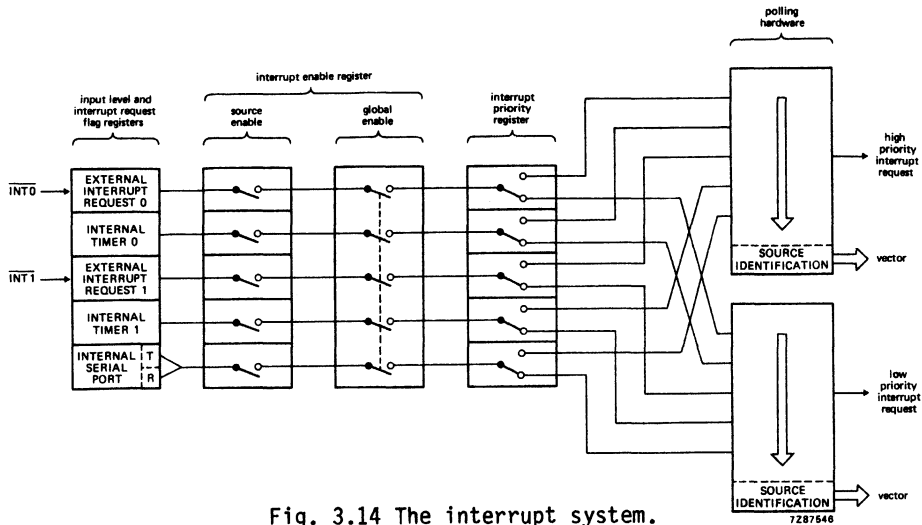 polling
hardware
interrupt enable register
input level and
interrupt request
flag registers
source
enable
global
enable
interrupt
priority
register
INT0
EXTERNAL
INTERRUPT
REQUEST 0
INTERNAL
TIMER 0
INT1
EXTERNAL
INTERRUPT
REQUEST 1
INTERNAL
TIMER 1
INTERNAL
SERIAL
PORT
T
R
high
priority
interrupt
request
SOURCE
IDENTIFICATION
vector
low
priority
interrupt
request
SOURCE
IDENTIFICATION
vector
7Z87546
Fig. 3.14 The interrupt system.